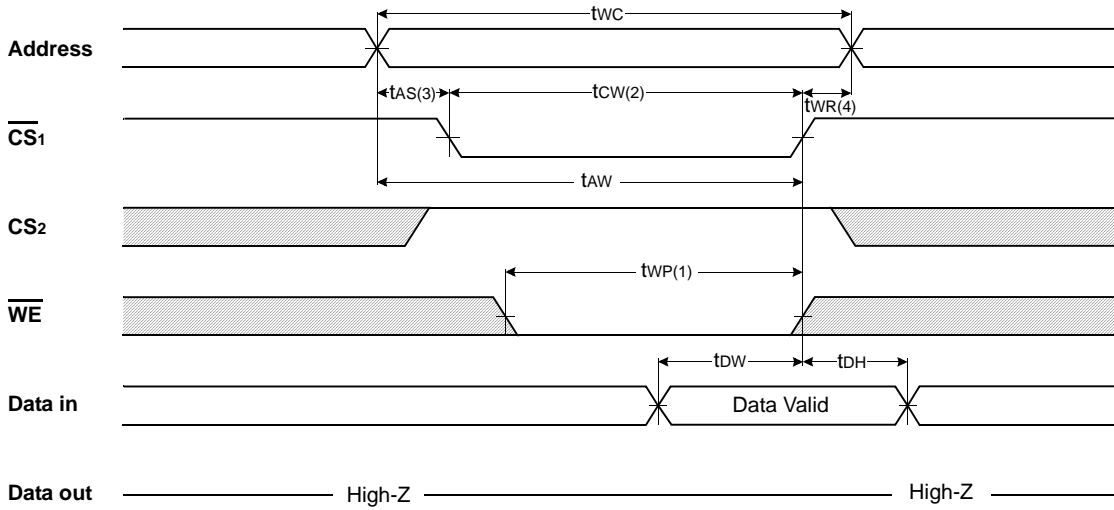 tWC
Address
tAS(3) tCW(2) tWR(4)
CS1
tAW
CS2
tWP(1)
WE
tDW tDH
Data in Data Valid
Data out High-Z High-Z